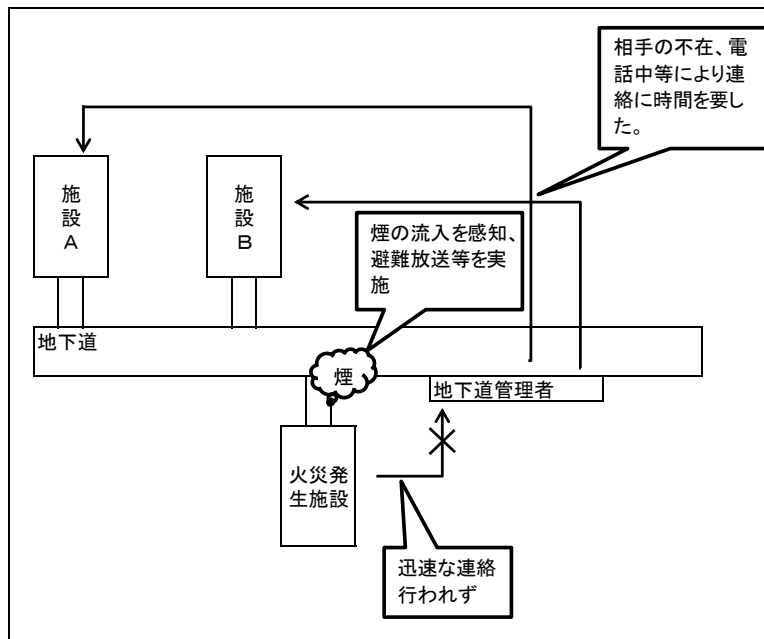 相手の不在、電
話中等により連
絡に時間を要し
た。
施
設
A
施
設
B
煙の流入を感知、
避難放送等を実
施
地下道
煙
地下道管理者
火災発
生施設
迅速な連絡
行われず